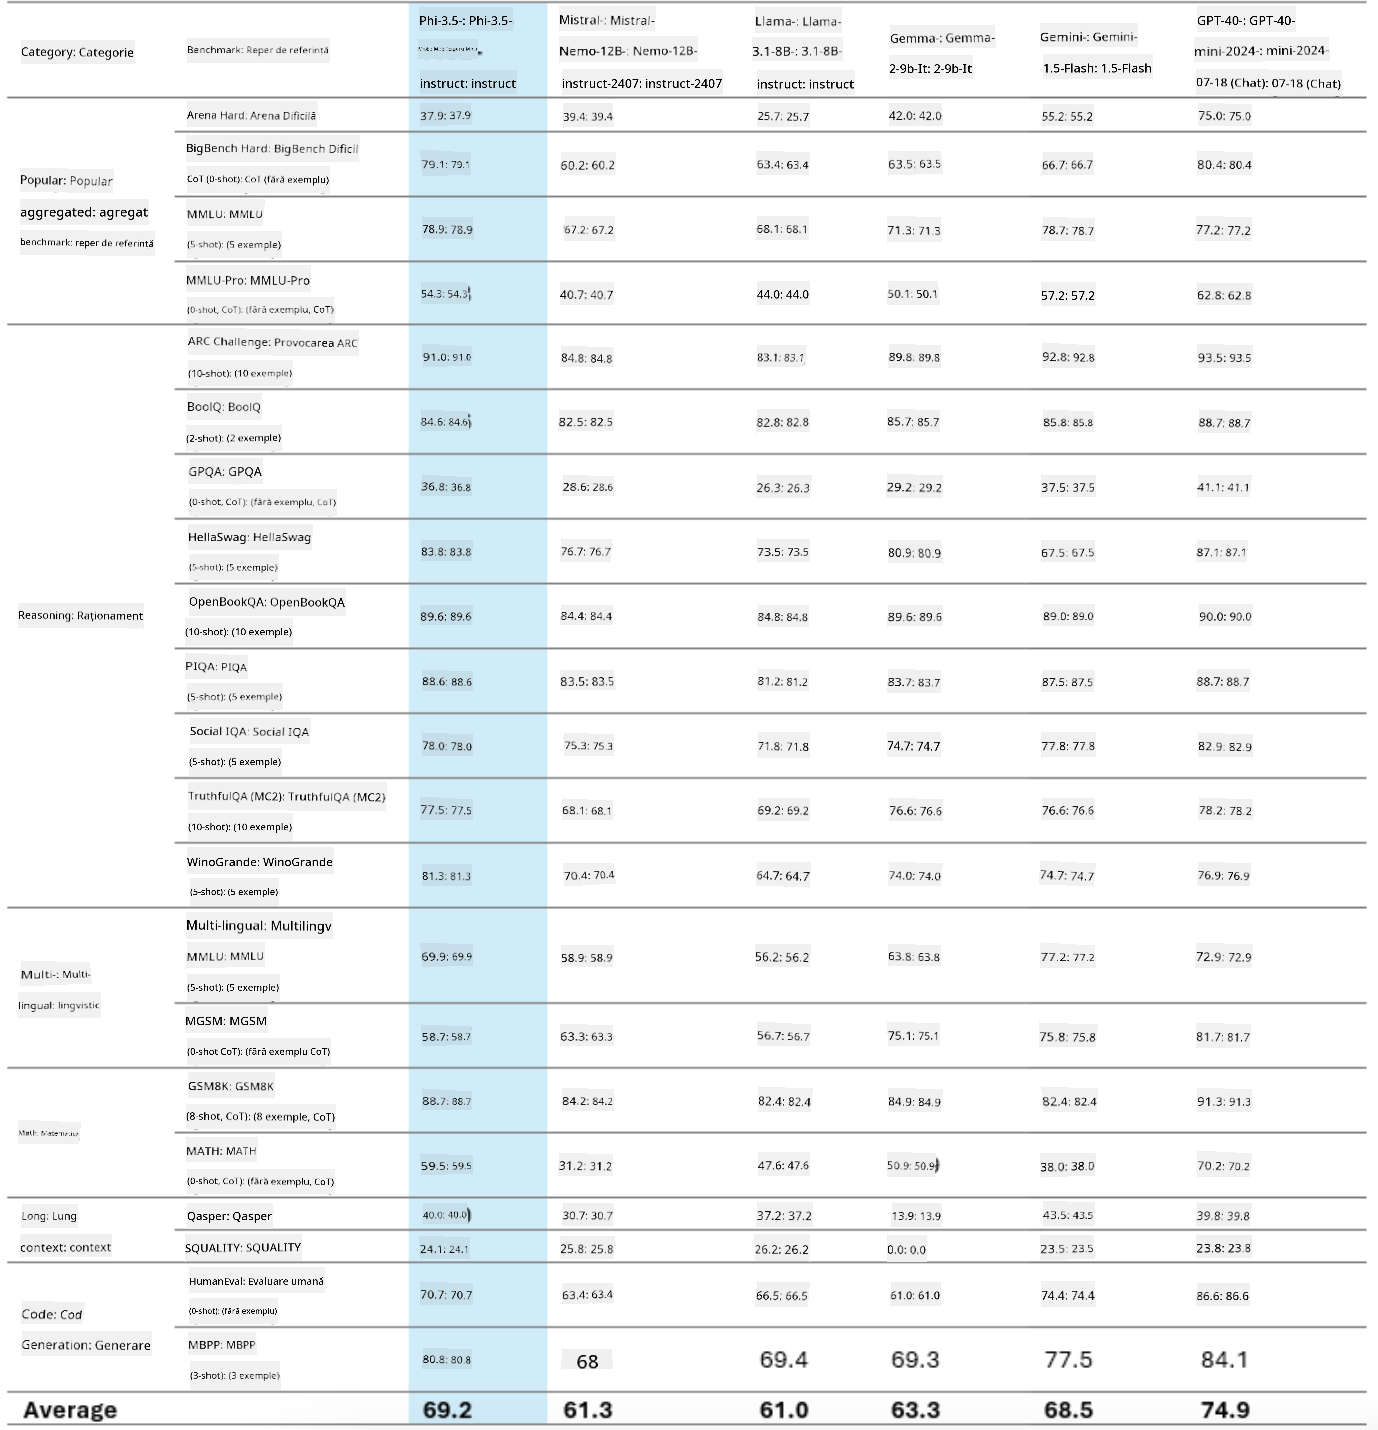 Category: Categorie
Benchmark: Reper de referință
Phi-3.5-: Phi-3.5-
instruct: instruct
Mistral-: Mistral-
Nemo-12B-: Nemo-12B-
instruct-2407: instruct-2407
Llama-: Llama-
3.1-8B-: 3.1-8B-
instruct: instruct
Gemma-: Gemma-
2-9b-It: 2-9b-It
Gemini-: Gemini-
1.5-Flash: 1.5-Flash
GPT-40-: GPT-40-
mini-2024-: mini-2024-
07-18 (Chat): 07-18 (Chat)
Popular: Popular
aggregated: agregat
benchmark: reper de referință
Arena Hard: Arena Dificilă
37.9: 37.9 39.4: 39.4 25.7: 25.7 42.0: 42.0 55.2: 55.2 75.0: 75.0
BigBench Hard: BigBench Dificil
CoT (0-shot): CoT (fără exemplu)
79.1: 79.1 60.2: 60.2 63.4: 63.4 63.5: 63.5 66.7: 66.7 80.4: 80.4
MMLU: MMLU
(5-shot): (5 exemple)
78.9: 78.9 67.2: 67.2 68.1: 68.1 71.3: 71.3 78.7: 78.7 77.2: 77.2
MMLU-Pro: MMLU-Pro
(0-shot, CoT): (fără exemplu, CoT)
54.3: 54.3 40.7: 40.7 44.0: 44.0 50.1: 50.1 57.2: 57.2 62.8: 62.8
Reasoning: Raționament
ARC Challenge: Provocarea ARC
(10-shot): (10 exemple)
91.0: 91.0 84.8: 84.8 83.1: 83.1 89.8: 89.8 92.8: 92.8 93.5: 93.5
BoolQ: BoolQ
(2-shot): (2 exemple)
84.6: 84.6 82.5: 82.5 82.8: 82.8 85.7: 85.7 85.8: 85.8 88.7: 88.7
GPQA: GPQA
(0-shot, CoT): (fără exemplu, CoT)
36.8: 36.8 28.6: 28.6 26.3: 26.3 29.2: 29.2 37.5: 37.5 41.1: 41.1
HellaSwag: HellaSwag
(5-shot): (5 exemple)
83.8: 83.8 76.7: 76.7 73.5: 73.5 80.9: 80.9 67.5: 67.5 87.1: 87.1
OpenBookQA: OpenBookQA
(10-shot): (10 exemple)
89.6: 89.6 84.4: 84.4 84.8: 84.8 89.6: 89.6 89.0: 89.0 90.0: 90.0
PIQA: PIQA
(5-shot): (5 exemple)
88.6: 88.6 83.5: 83.5 81.2: 81.2 83.7: 83.7 87.5: 87.5 88.7: 88.7
Social IQA: Social IQA
(5-shot): (5 exemple)
78.0: 78.0 75.3: 75.3 71.8: 71.8 74.7: 74.7 77.8: 77.8 82.9: 82.9
TruthfulQA (MC2): TruthfulQA (MC2)
(10-shot): (10 exemple)
77.5: 77.5 68.1: 68.1 69.2: 69.2 76.6: 76.6 76.6: 76.6 78.2: 78.2
WinoGrande: WinoGrande
(5-shot): (5 exemple)
81.3: 81.3 70.4: 70.4 64.7: 64.7 74.0: 74.0 74.7: 74.7 76.9: 76.9
Multi-: Multi-
lingual: lingvistic
Multi-lingual: Multilingv
MMLU: MMLU
(5-shot): (5 exemple)
69.9: 69.9 58.9: 58.9 56.2: 56.2 63.8: 63.8 77.2: 77.2 72.9: 72.9
MGSM: MGSM
(0-shot CoT): (fără exemplu CoT)
58.7: 58.7 63.3: 63.3 56.7: 56.7 75.1: 75.1 75.8: 75.8 81.7: 81.7
Math: Matematică
GSM8K: GSM8K
(8-shot, CoT): (8 exemple, CoT)
88.7: 88.7 84.2: 84.2 82.4: 82.4 84.9: 84.9 82.4: 82.4 91.3: 91.3
MATH: MATH
(0-shot, CoT): (fără exemplu, CoT)
59.5: 59.5 31.2: 31.2 47.6: 47.6 50.9: 50.9 38.0: 38.0 70.2: 70.2
Long: Lung
context: context
Qasper: Qasper
40.0: 40.0 30.7: 30.7 37.2: 37.2 13.9: 13.9 43.5: 43.5 39.8: 39.8
SQUALITY: SQUALITY
24.1: 24.1 25.8: 25.8 26.2: 26.2 0.0: 0.0 23.5: 23.5 23.8: 23.8
Code: Cod
Generation: Generare
HumanEval: Evaluare umană
(0-shot): (fără exemplu)
70.7: 70.7 63.4: 63.4 66.5: 66.5 61.0: 61.0 74.4: 74.4 86.6: 86.6
MBPP: MBPP
(3-shot): (3 exemple)
80.8: 80.8 68 69.4 69.3 77.5 84.1
Average 69.2 61.3 61.0 63.3 68.5 74.9